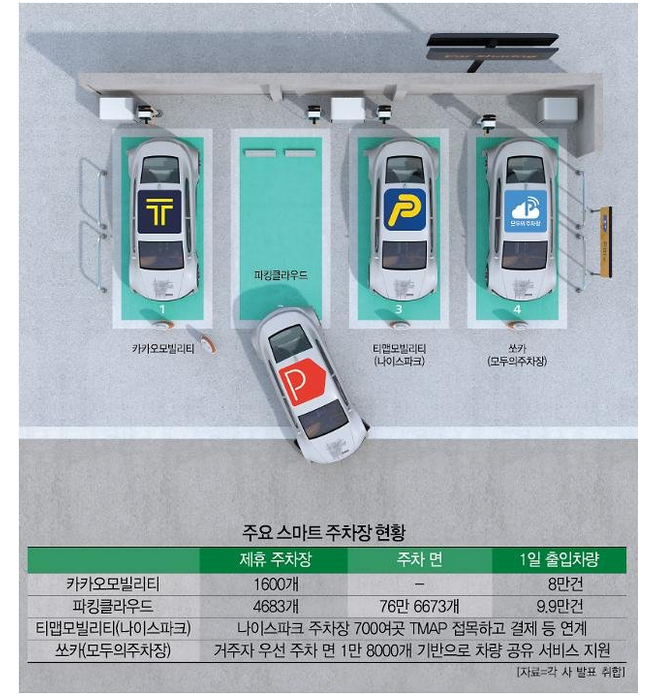 모두의주차장
파킹클라우드
1
3
4
카카오모빌리티
티맵모빌리티
(나이스파크)
쏘카
(모두의주차장)
주요 스마트 주차장 현황
제휴 주차장 주차 면 1일 출입차량
카카오모빌리티 1600개 – 8만건
파킹클라우드 4683개 76만 6673개 9.9만건
티맵모빌리티(나이스파크) 나이스파크 주차장 700여곳 TMAP 접목하고 결제 등 연계
쏘카(모두의주차장) 거주자 우선 주차 면 1만 8000개 기반으로 차량 공유 서비스 지원
[자료=각 사 발표 취합]